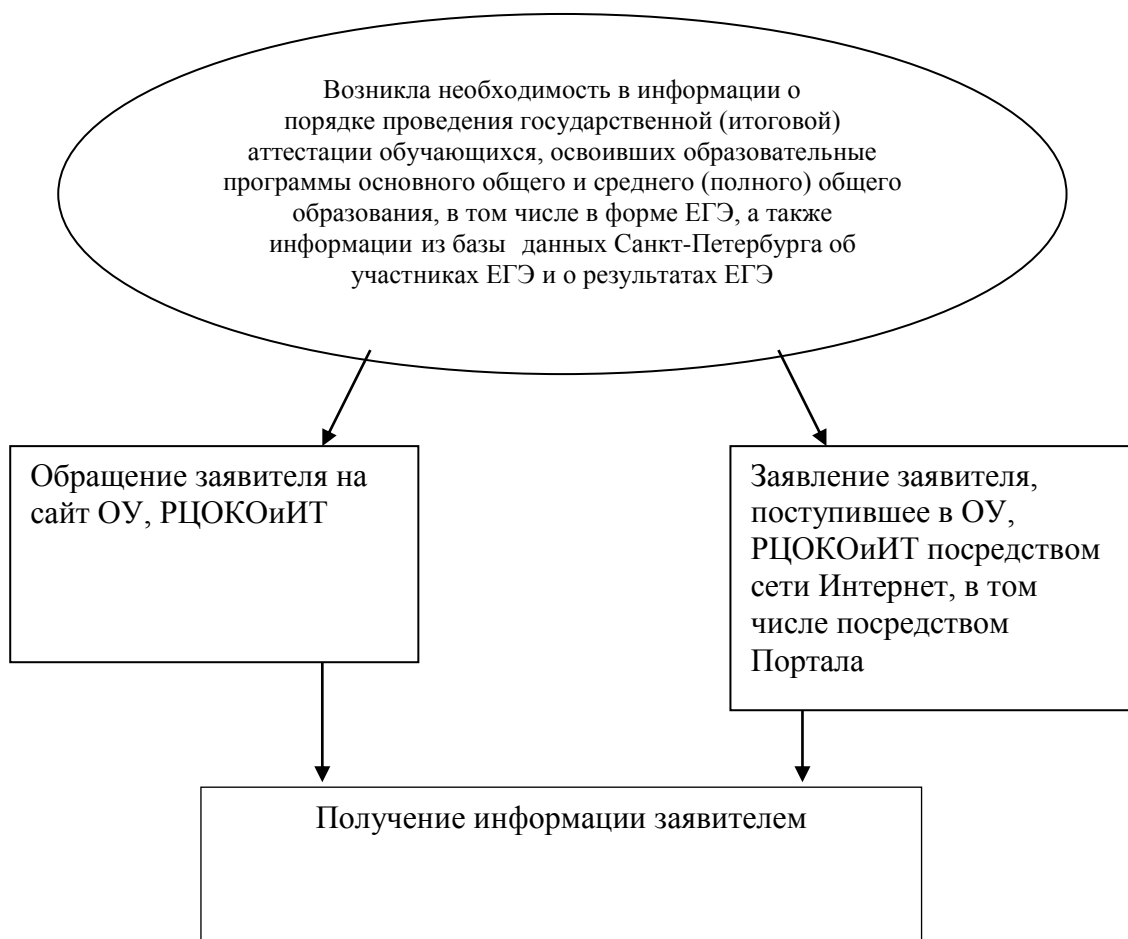 Возникла необходимость в информации о
порядке проведения государственной (итоговой)
аттестации обучающихся, освоивших образовательные
программы основного общего и среднего (полного) общего
образования, в том числе в форме ЕГЭ, а также
информации из базы данных Санкт-Петербурга об
участниках ЕГЭ и о результатах ЕГЭ
Обращение заявителя на
сайт ОУ, РЦОКОиИТ
Заявление заявителя,
поступившее в ОУ,
РЦОКОиИТ посредством
сети Интернет, в том
числе посредством
Портала
Получение информации заявителем